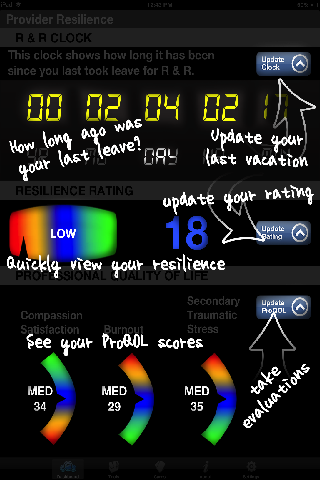 iPod
Provider Resilience
R & R CLOCK
This clock shows how long it has been
since you last took leave for R & R.
Update
Clock
00 02 04 02
How long ago was
your last leave?
Update your
last vacation
DAY
RESILIENCE RATING
update your rating
LOW
18
Update
Rating
Quickly view your resilience
PROFESSIONAL QUALITY OF LIFE
Compassion
Satisfaction
Burnout
Secondary
Traumatic
Stress
Update
ProQOL
See your ProQOL scores
MED
34
MED
29
MED
35
take
evaluations